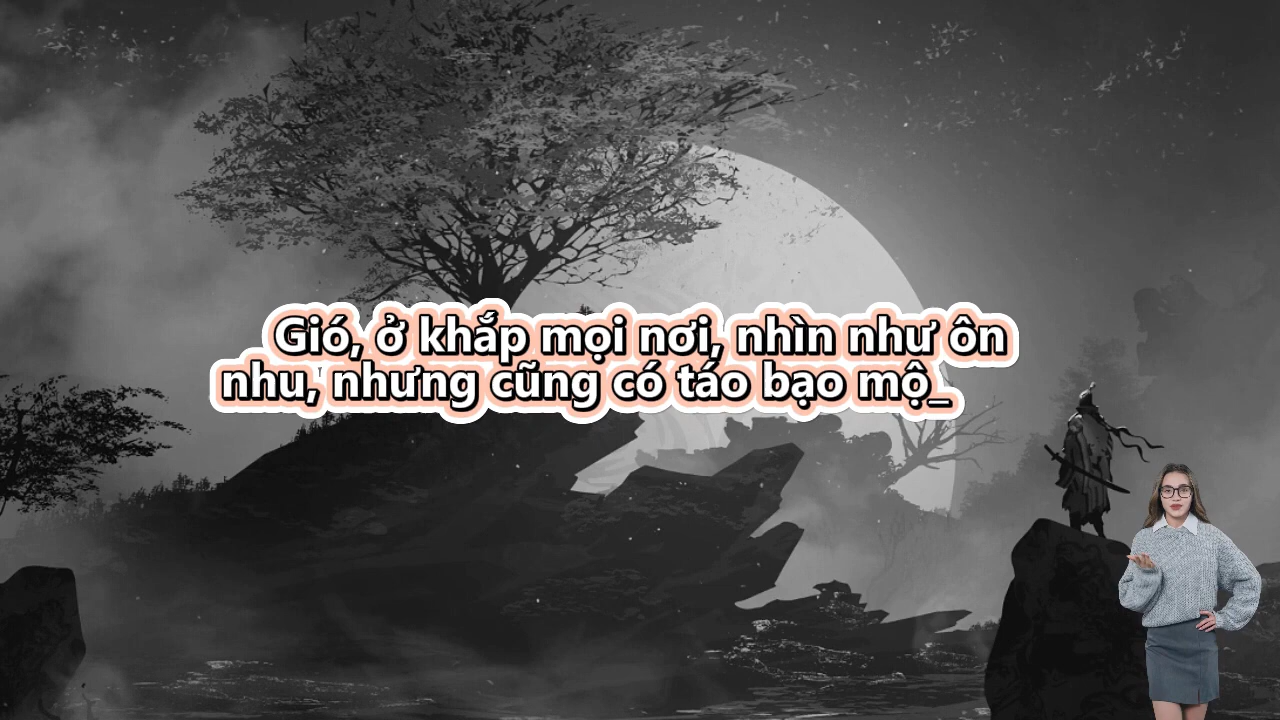 Gió, ở khắp mọi nơi, nhìn như ôn
nhu, nhưng cũng có táo bạo mộ_